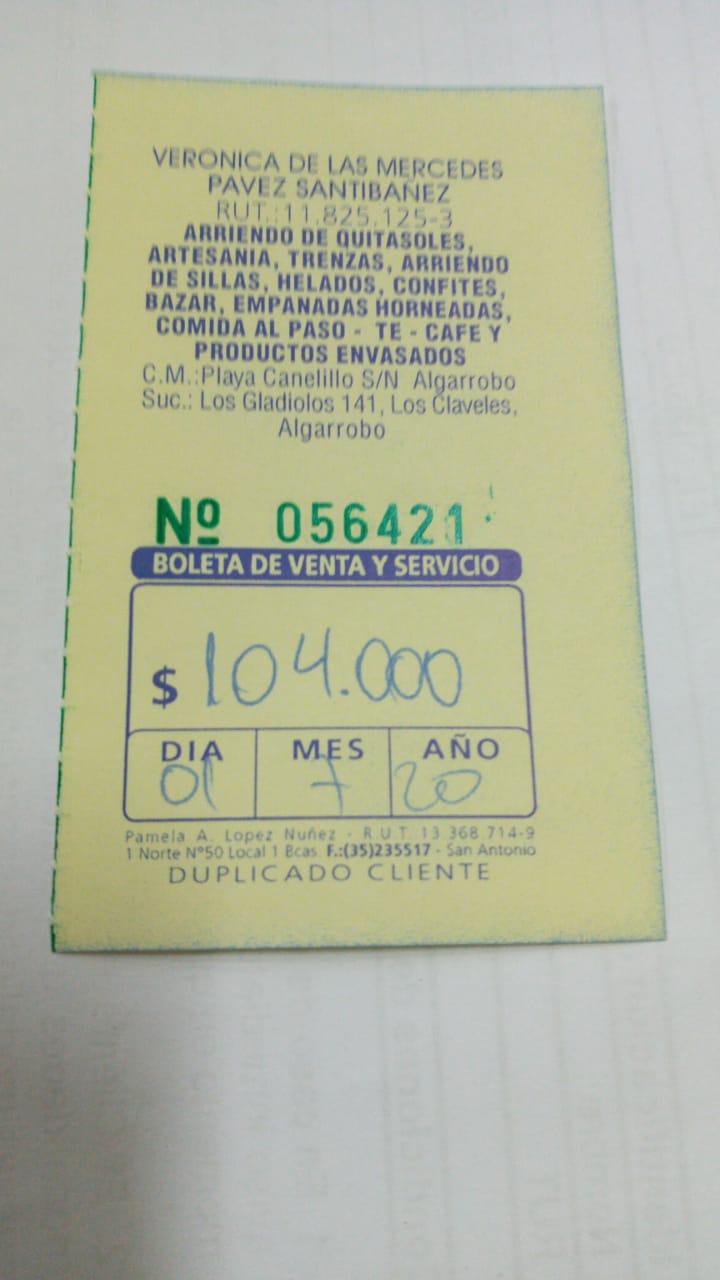 VERONICA DE LAS MERCEDES
PAVEZ SANTIBAÑEZ
RUT.:11.825.125-3
ARRIENDO DE QUITASOLES,
ARTESANIA, TRENZAS, ARRIENDO
DE SILLAS, HELADOS, CONFITES,
BAZAR, EMPANADAS HORNEADAS,
COMIDA AL PASO - TE - CAFE Y
PRODUCTOS ENVASADOS
C.M.:Playa Canelillo S/N Algarrobo
Suc.: Los Gladiolos 141, Los Claveles,
Algarrobo
Nº 056421
BOLETA DE VENTA Y SERVICIO
$ 104.000
DIA MES AÑO
01 7 20
Pamela A. Lopez Nuñez - R.U.T. 13.368.714-9
1 Norte N°50 Local 1 Bcas. F.:(35)235517 - San Antonio
DUPLICADO CLIENTE